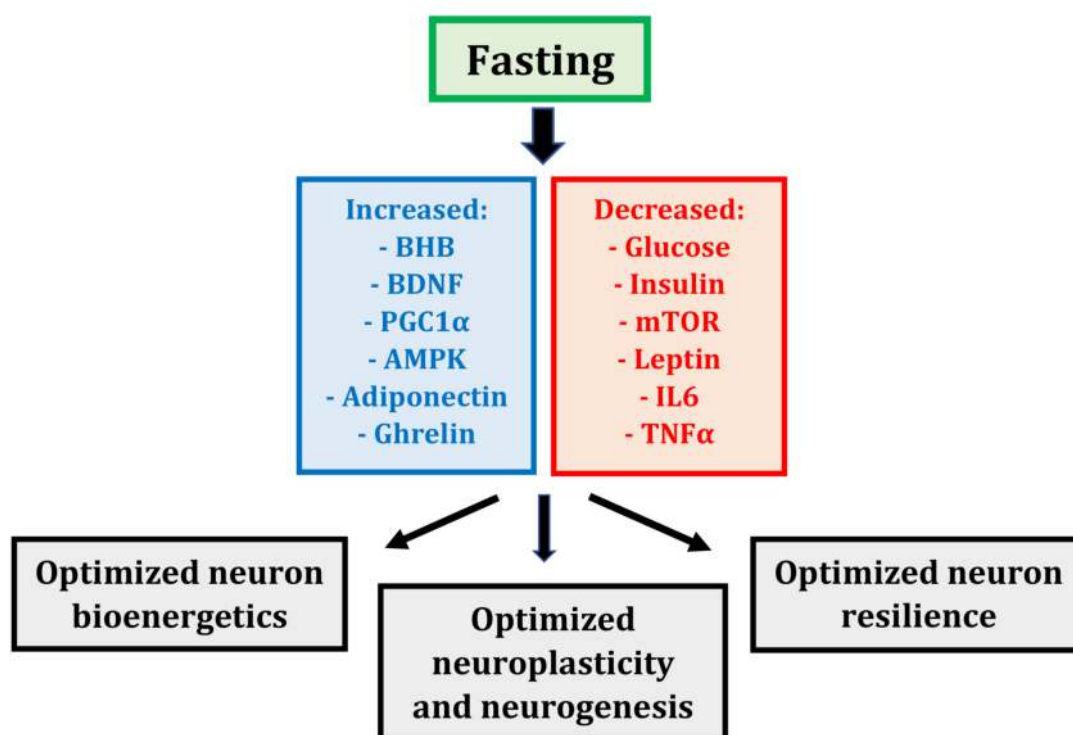 Fasting
Increased:
- BHB
- BDNF
- PGC1α
- AMPK
- Adiponectin
- Ghrelin
Decreased:
- Glucose
- Insulin
- mTOR
- Leptin
- IL6
- TNFα
Optimized neuron
bioenergetics
Optimized
neuroplasticity
and neurogenesis
Optimized neuron
resilience